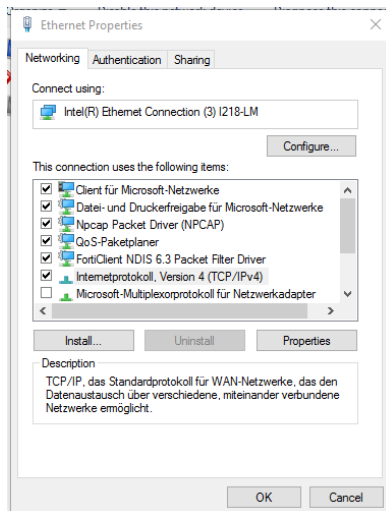 Ethernet Properties
Networking Authentication Sharing
Connect using:
Intel(R) Ethernet Connection (3) I218-LM
Configure...
This connection uses the following items:
Client für Microsoft-Netzwerke
Datei- und Druckerfreigabe für Microsoft-Netzwerke
Npcap Packet Driver (NPCAP)
QoS-Paketplaner
FortiClient NDIS 6.3 Packet Filter Driver
Internetprotokoll, Version 4 (TCP/IPv4)
Microsoft-Multiplexorprotokoll für Netzwerkadapter
Install... Uninstall Properties
Description
TCP/IP, das Standardprotokoll für WAN-Netzwerke, das den
Datenaustausch über verschiedene, miteinander verbundene
Netzwerke ermöglicht.
OK Cancel